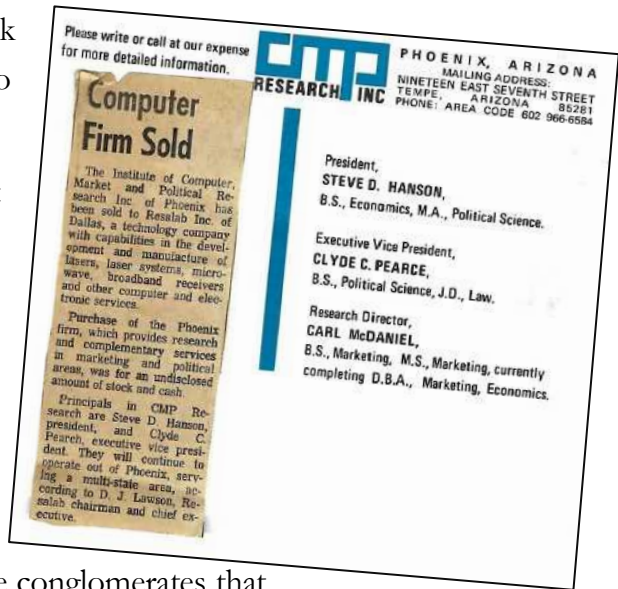 k
Please write or call at our expense
for more detailed information.
cmp
RESEARCH INC
PHOENIX, ARIZONA
MAILING ADDRESS:
NINETEEN EAST SEVENTH STREET
TEMPE, ARIZONA 85281
PHONE: AREA CODE 602 966-6584
Computer
Firm Sold
The Institute of Computer,
Market and Political Re-
search Inc. of Phoenix has
been sold to Resalab Inc. of
Dallas, a technology company
with capabilities in the devel-
opment and manufacture of
lasers, laser systems, micro-
wave, broadband receivers
and other computer and elec-
tronic services.
Purchase of the Phoenix
firm, which provides research
and complementary services
in marketing and political
areas, was for an undisclosed
amount of stock and cash.
Principals in CMP Re-
search are Steve D. Hanson,
president, and Clyde C.
Pearch, executive vice presi-
dent. They will continue to
operate out of Phoenix, serv-
ing a multi-state area, ac-
cording to D. J. Lawson, Re-
salab chairman and chief ex-
ecutive.
President,
STEVE D. HANSON,
B.S., Economics, M.A., Political Science.
Executive Vice President,
CLYDE C. PEARCE,
B.S., Political Science, J.D., Law.
Research Director,
CARL McDANIEL,
B.S., Marketing, M.S., Marketing, currently
completing D.B.A., Marketing, Economics.
conglomerates that